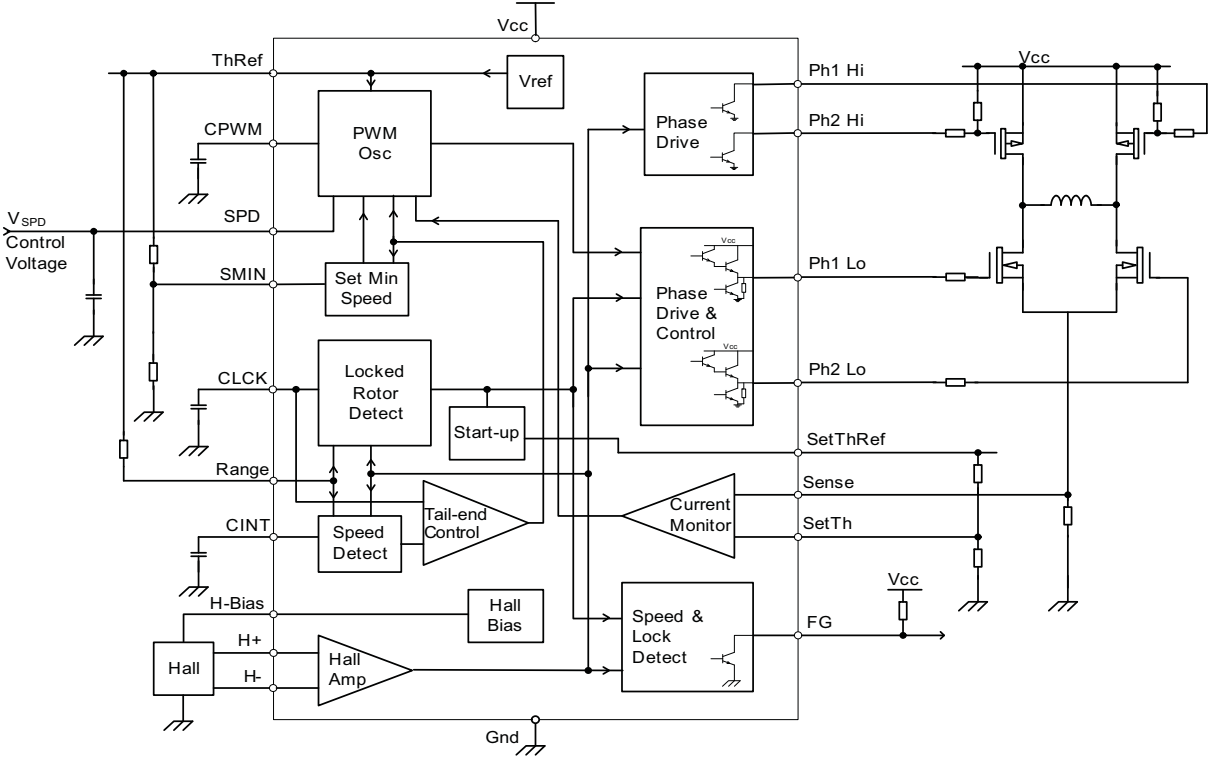 Vcc
ThRef
Vref
CPWM
PWM
Osc
V_SPD
Control
Voltage
SPD
SMIN
Set Min
Speed
CLCK
Locked
Rotor
Detect
Start-up
Range
CINT
Speed
Detect
Tail-end
Control
H-Bias
Hall
Bias
Hall
H+
H-
Hall
Amp
Gnd
Phase
Drive
Ph1 Hi
Ph2 Hi
Vcc
Vcc
Phase
Drive &
Control
Vcc
Ph1 Lo
Ph2 Lo
SetThRef
Current
Monitor
Sense
SetTh
Speed &
Lock
Detect
FG
Vcc